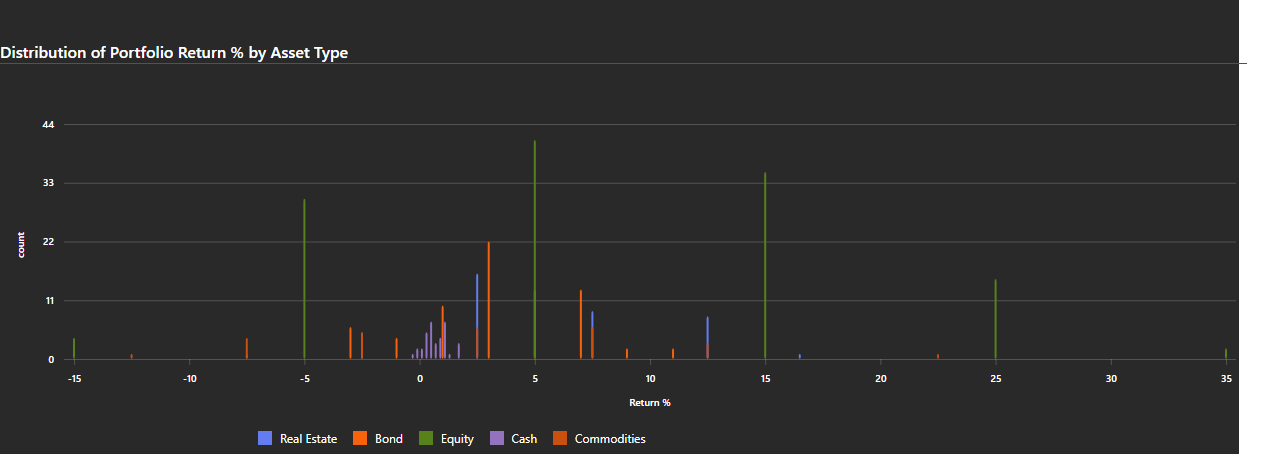 Distribution of Portfolio Return % by Asset Type
44
33
22
11
0
count
-15 -10 -5 0 5 10 15 20 25 30 35
Return %
Real Estate Bond Equity Cash Commodities